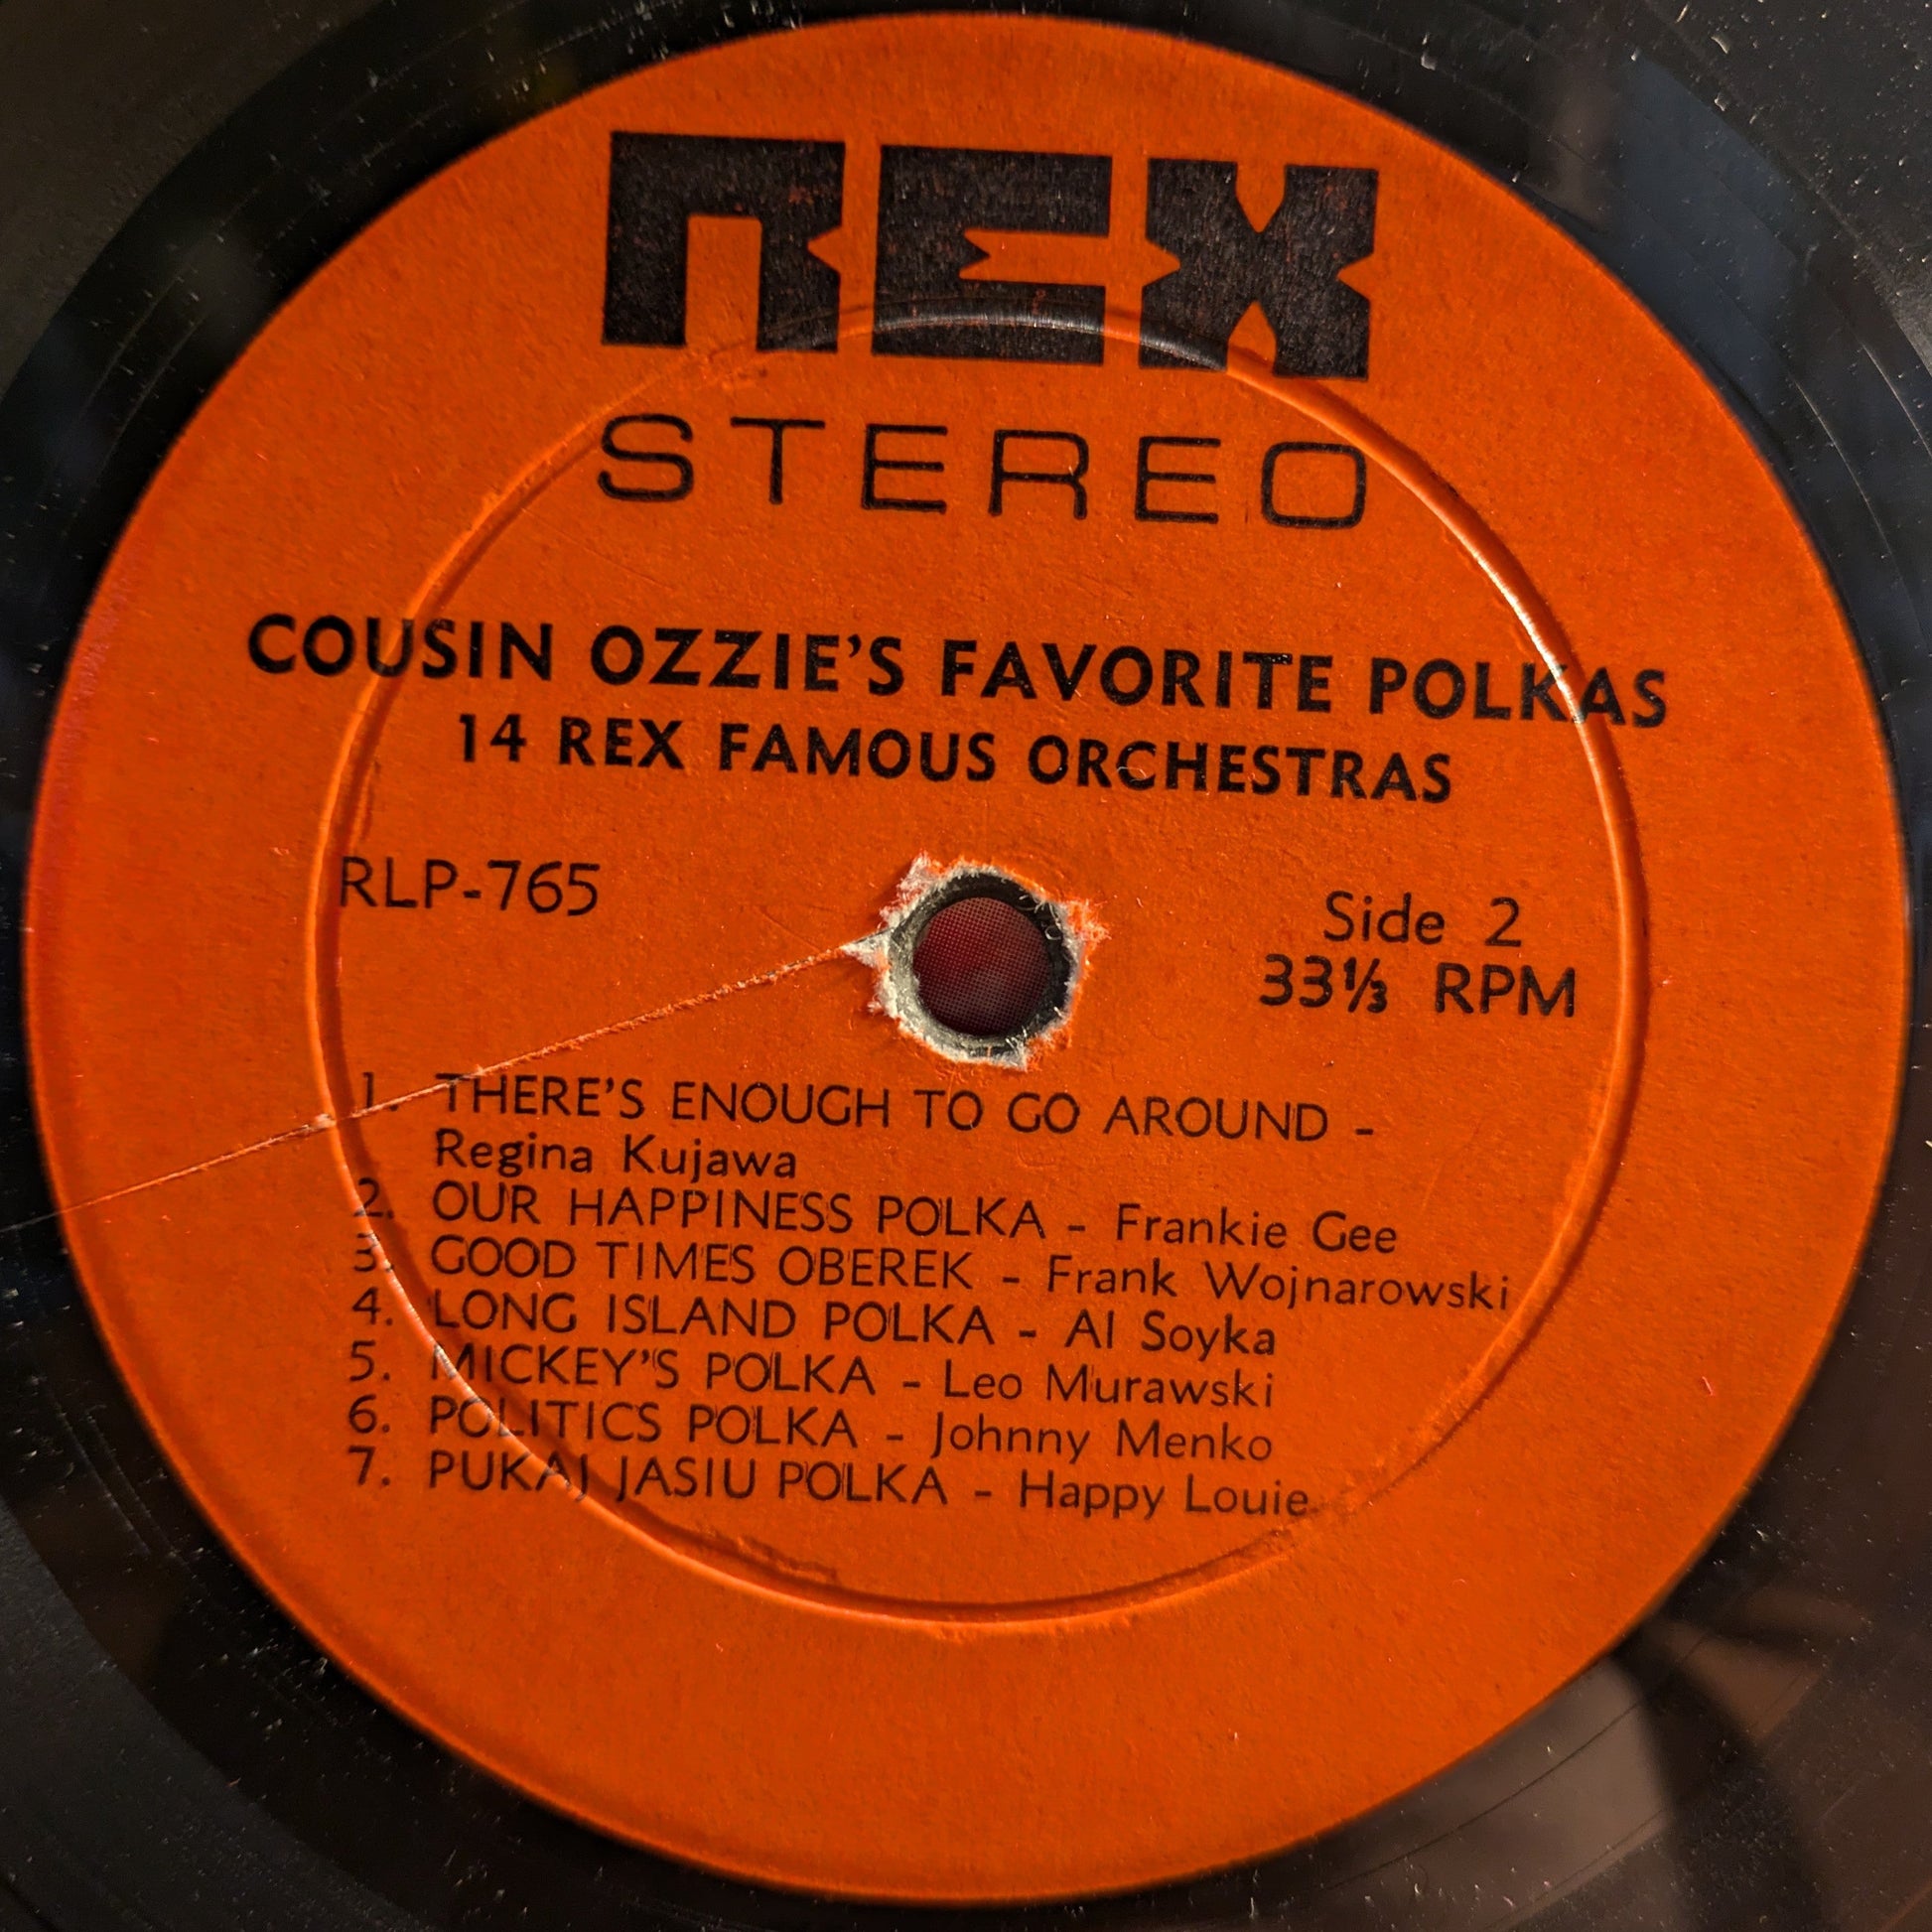 REX
STEREO
COUSIN OZZIE'S FAVORITE POLKAS
14 REX FAMOUS ORCHESTRAS
RLP-765
Side 2
33⅓ RPM
1. THERE'S ENOUGH TO GO AROUND -
Regina Kujawa
2. OUR HAPPINESS POLKA - Frankie Gee
3. GOOD TIMES OBEREK - Frank Wojnarowski
4. LONG ISLAND POLKA - Al Soyka
5. MICKEY'S POLKA - Leo Murawski
6. POLITICS POLKA - Johnny Menko
7. PUKAJ JASIU POLKA - Happy Louie